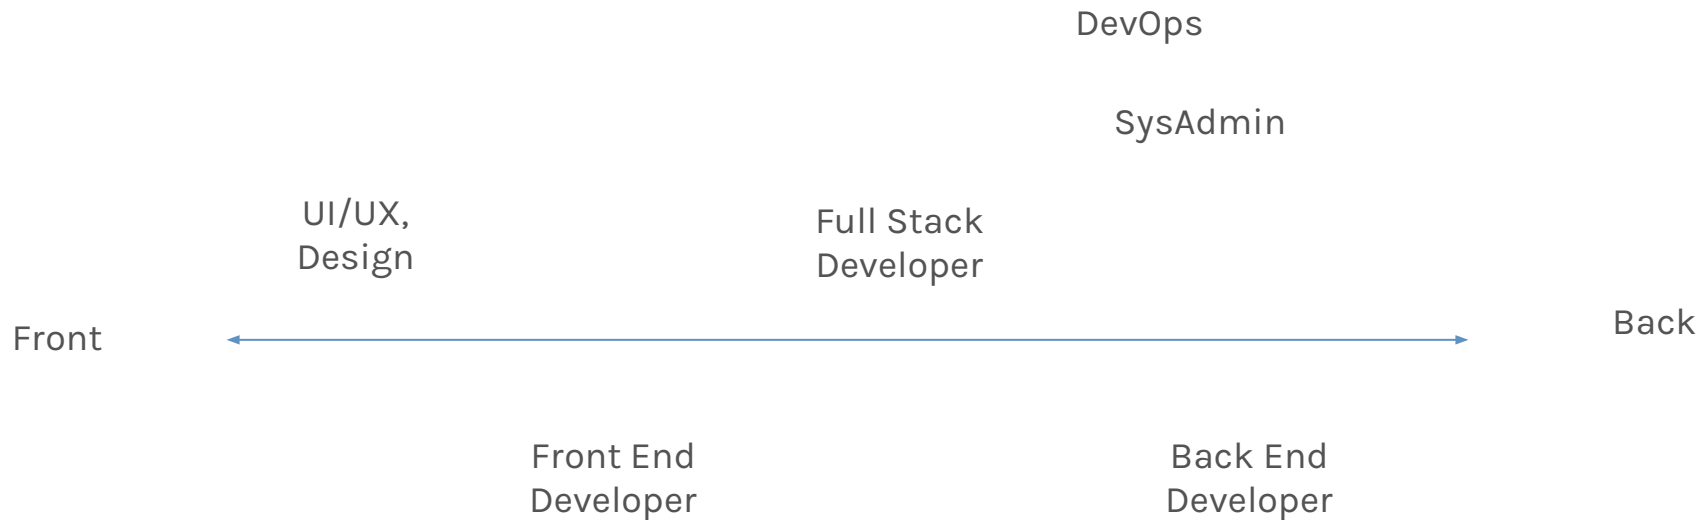 DevOps
SysAdmin
UI/UX,
Design
Full Stack
Developer
Front
Back
Front End
Developer
Back End
Developer